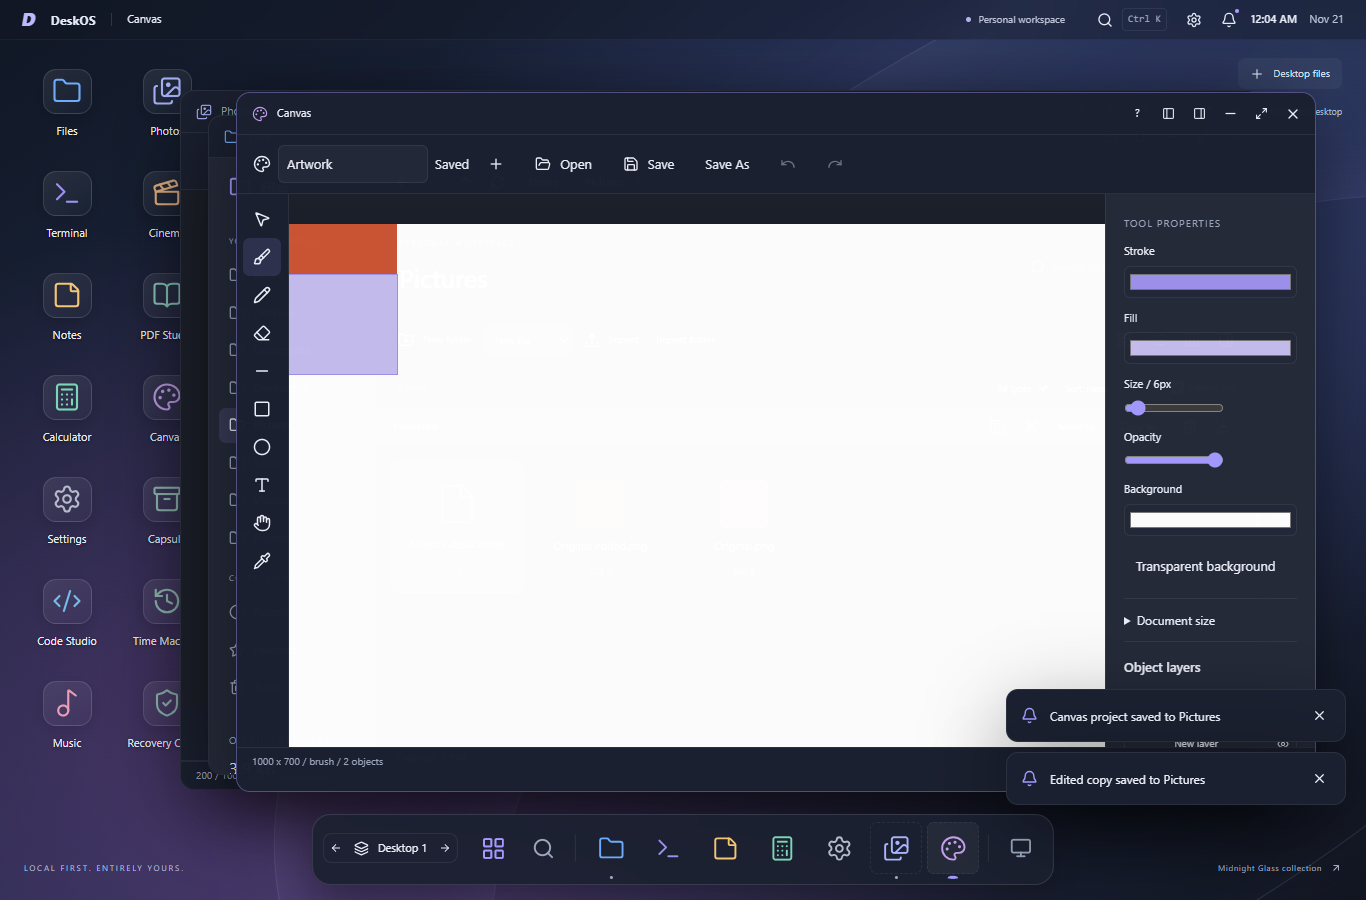 DeskOS
Canvas
Personal workspace
Ctrl K
12:04 AM
Nov 21
Desktop files
Files
Terminal
Notes
Calculator
Settings
Code Studio
Music
Canvas
?
Artwork
Saved
Open
Save
Save As
Pictures
TOOL PROPERTIES
Stroke
Fill
Size / 6px
Opacity
Background
Transparent background
Document size
Object layers
New layer
Canvas project saved to Pictures
Edited copy saved to Pictures
1000 x 700 / brush / 2 objects
Desktop 1
LOCAL FIRST. ENTIRELY YOURS.
Midnight Glass collection